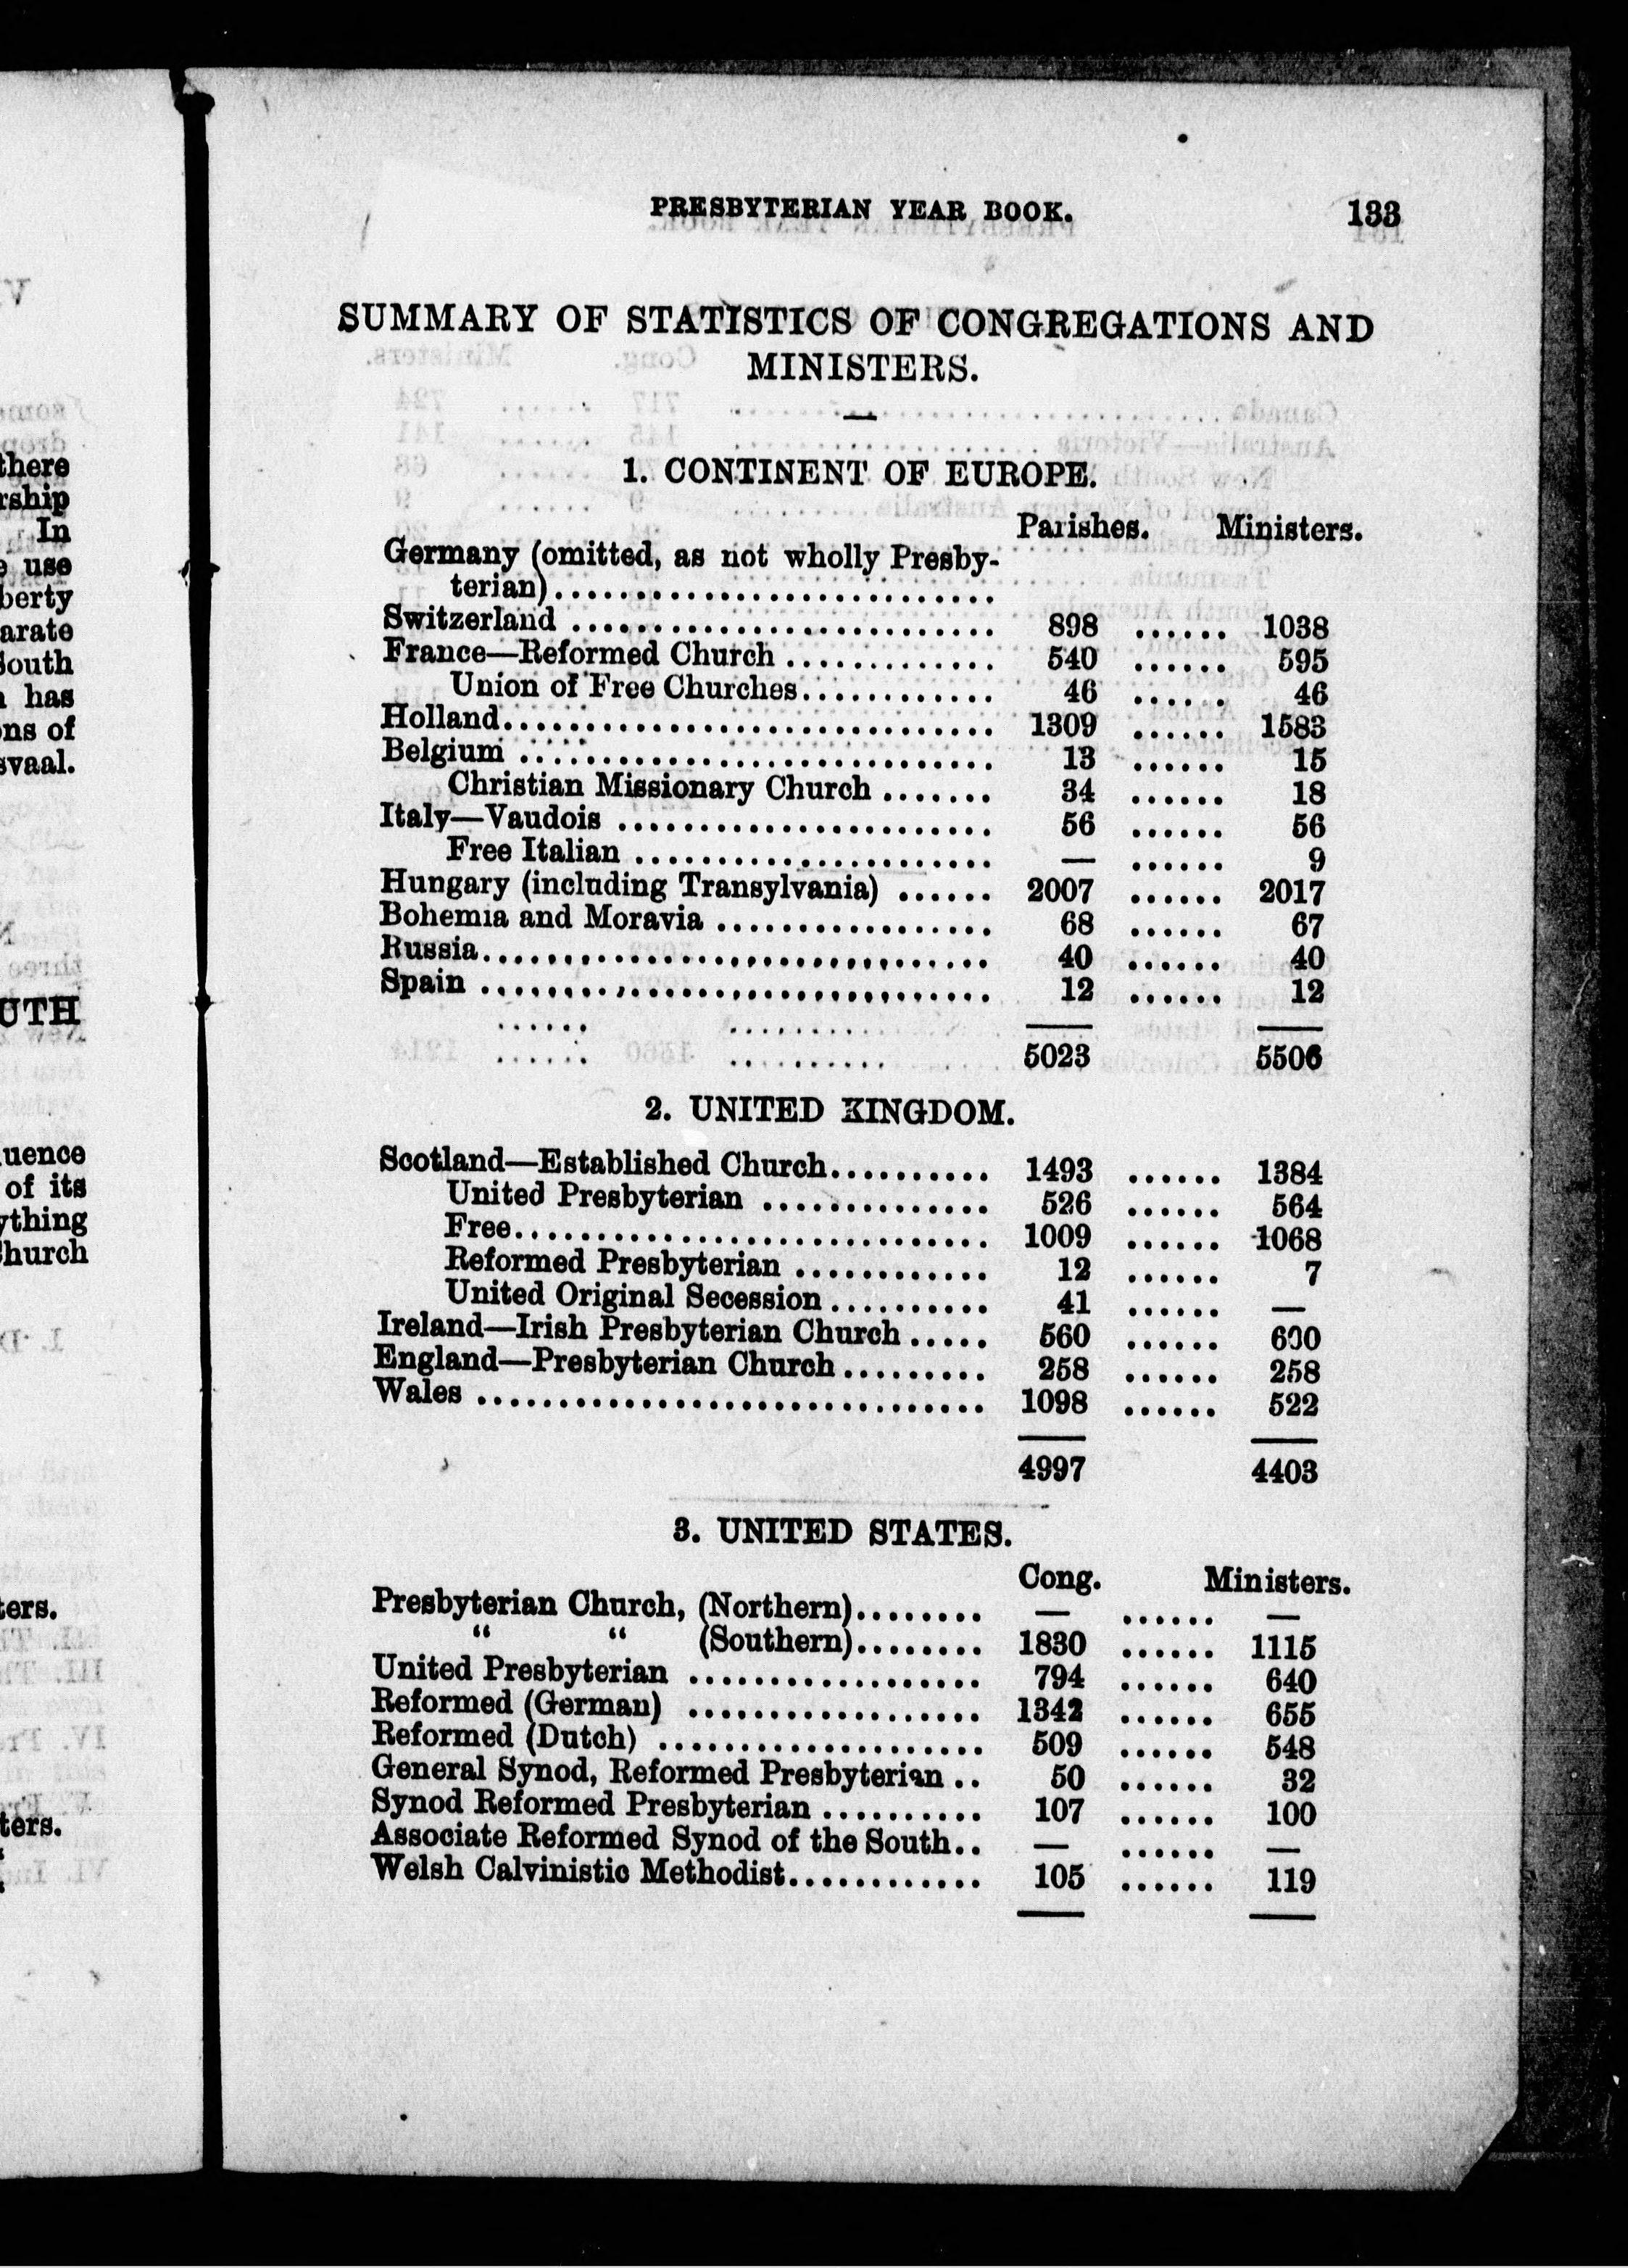 PRESBYTERIAN YEAR BOOK. 133
SUMMARY OF STATISTICS OF CONGREGATIONS AND
MINISTERS.
1. CONTINENT OF EUROPE.
Parishes. Ministers.
Germany (omitted, as not wholly Presby-
terian)...........................
Switzerland .......................... 898 ...... 1038
France—Reformed Church ............. 540 ...... 595
Union of Free Churches............ 46 ...... 46
Holland.............................. 1309 ...... 1583
Belgium ............................. 13 ...... 15
Christian Missionary Church ....... 34 ...... 18
Italy—Vaudois ....................... 56 ...... 56
Free Italian ...................... — ...... 9
Hungary (including Transylvania) ...... 2007 ...... 2017
Bohemia and Moravia ................. 68 ...... 67
Russia............................... 40 ...... 40
Spain ............................... 12 ...... 12
5023 5506
2. UNITED KINGDOM.
Scotland—Established Church.......... 1493 ...... 1384
United Presbyterian .............. 526 ...... 564
Free............................. 1009 ...... 1068
Reformed Presbyterian ............ 12 ...... 7
United Original Secession .......... 41 ...... —
Ireland—Irish Presbyterian Church ..... 560 ...... 600
England—Presbyterian Church ......... 258 ...... 258
Wales ............................... 1098 ...... 522
4997 4403
3. UNITED STATES.
Cong. Ministers.
Presbyterian Church, (Northern)........ — ...... —
“ “ (Southern)........ 1830 ...... 1115
United Presbyterian .................. 794 ...... 640
Reformed (German) .................. 1342 ...... 655
Reformed (Dutch) .................... 509 ...... 548
General Synod, Reformed Presbyterian .. 50 ...... 32
Synod Reformed Presbyterian .......... 107 ...... 100
Associate Reformed Synod of the South.. — ...... —
Welsh Calvinistic Methodist............ 105 ...... 119